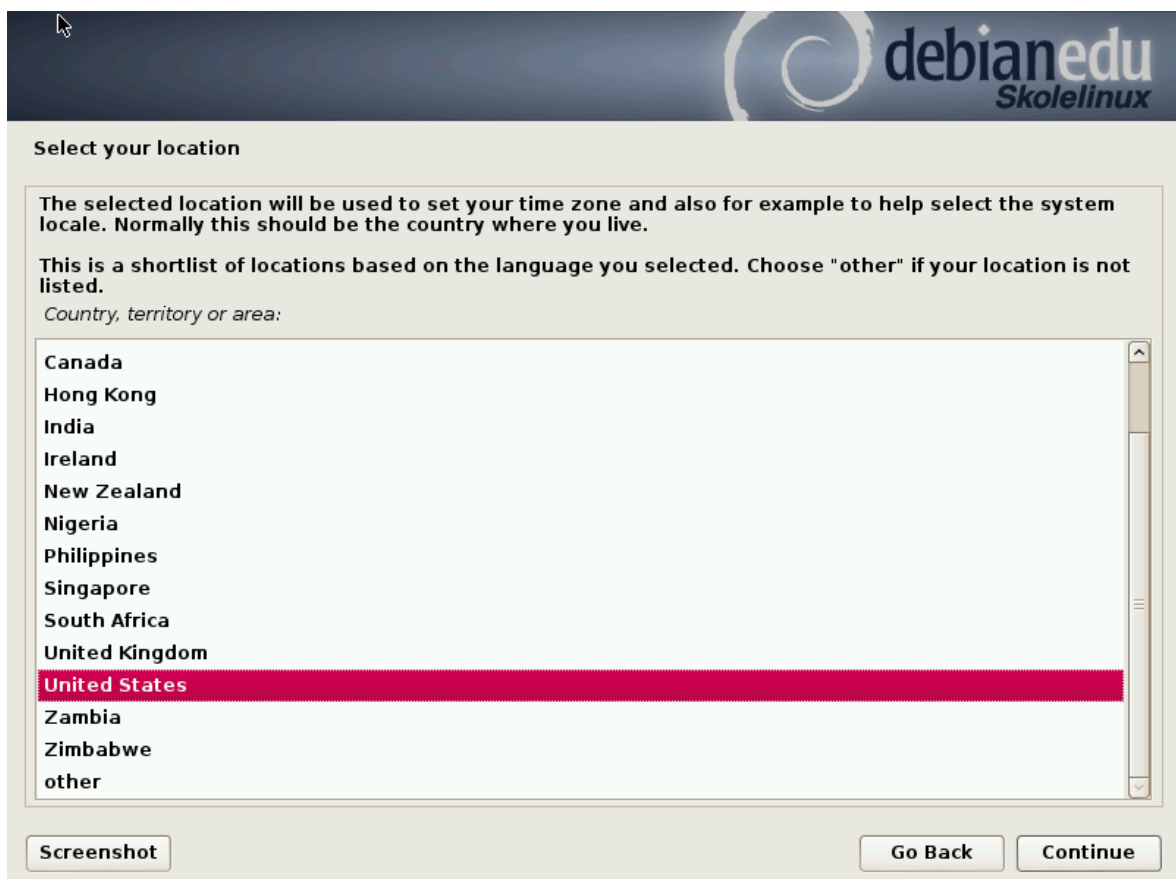 debianedu
Skolelinux
Select your location
The selected location will be used to set your time zone and also for example to help select the system
locale. Normally this should be the country where you live.
This is a shortlist of locations based on the language you selected. Choose "other" if your location is not
listed.
Country, territory or area:
Canada
Hong Kong
India
Ireland
New Zealand
Nigeria
Philippines
Singapore
South Africa
United Kingdom
United States
Zambia
Zimbabwe
other
Screenshot
Go Back
Continue